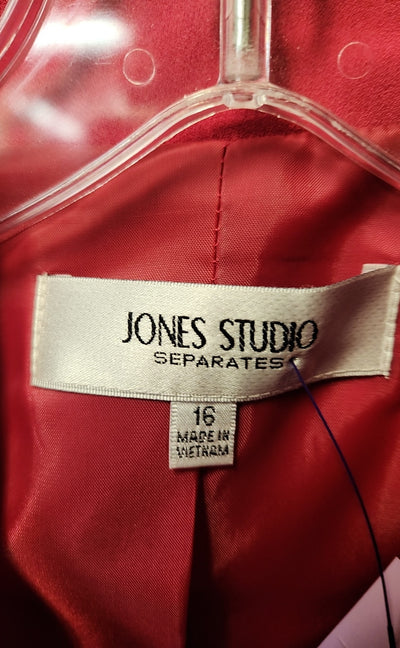 JONES STUDIO
SEPARATES
16
MADE IN
VIETNAM